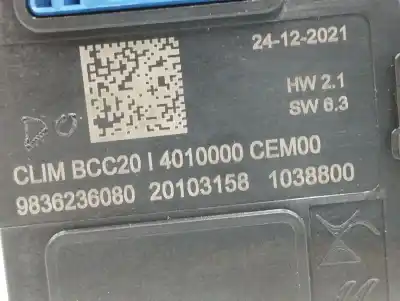 24-12-2021
HW 2.1
SW 6.3
CLIM BCC20 I 4010000 CEM00
9836236080 20103158 1038800